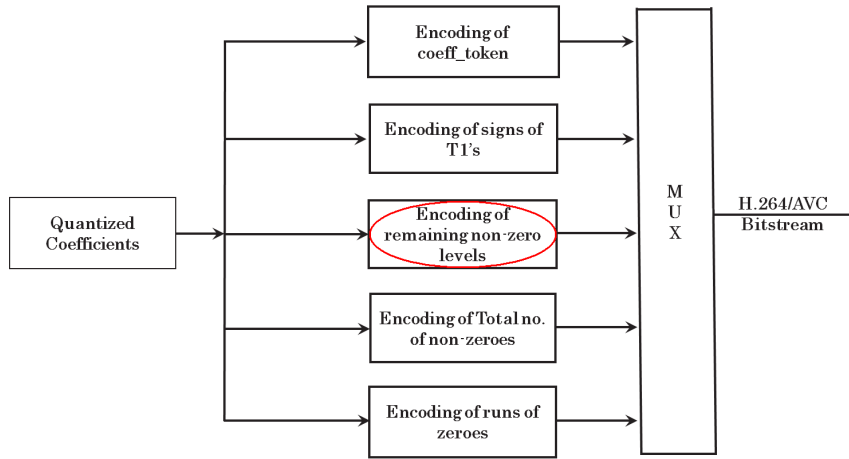 Encoding of
coeff_token
Encoding of signs of
T1's
Quantized
Coefficients
Encoding of
remaining non-zero
levels
Encoding of Total no.
of non-zeroes
Encoding of runs of
zeroes
M
U
X
H.264/AVC
Bitstream